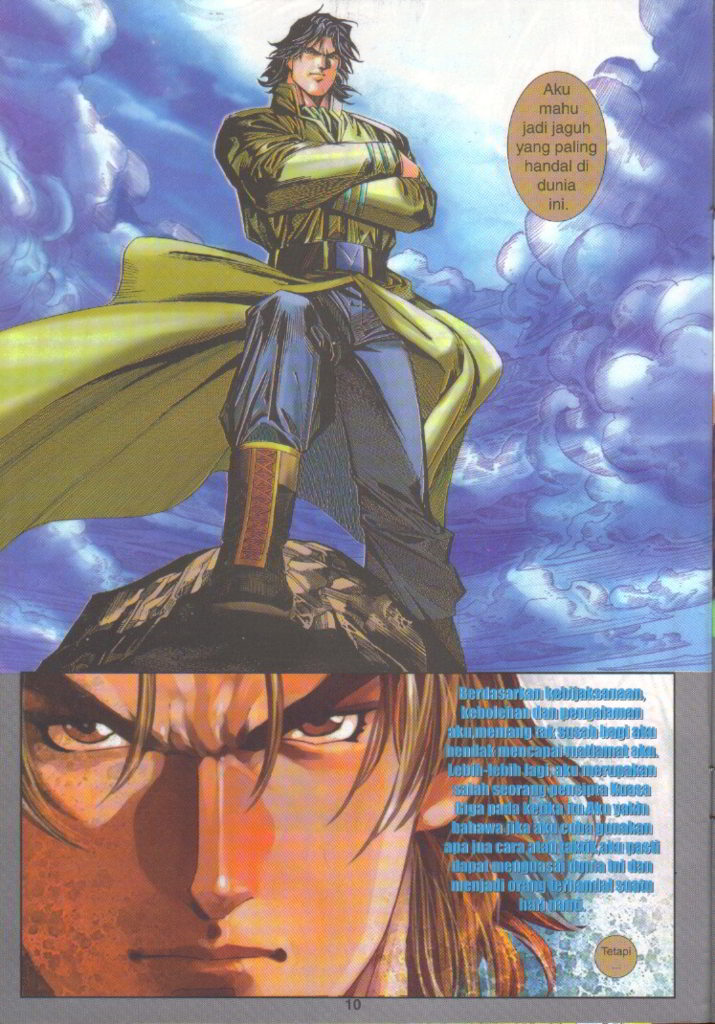 Aku
mahu
jadi jaguh
yang paling
handal di
dunia
ini.
Berdasarkan kebijaksanaan,
kebolehan dan pengalaman
aku,memang tak susah bagi aku
hendak mencapai matlamat aku.
Lebih-lebih lagi aku merupakan
salah seorang pencipta Kuasa
Giga pada ketika itu.Aku yakin
bahawa jika aku cuba gunakan
apa jua cara atau taktik,aku pasti
dapat menguasai dunia ini dan
menjadi orang terhandal suatu
hari nanti.
Tetapi
...
10